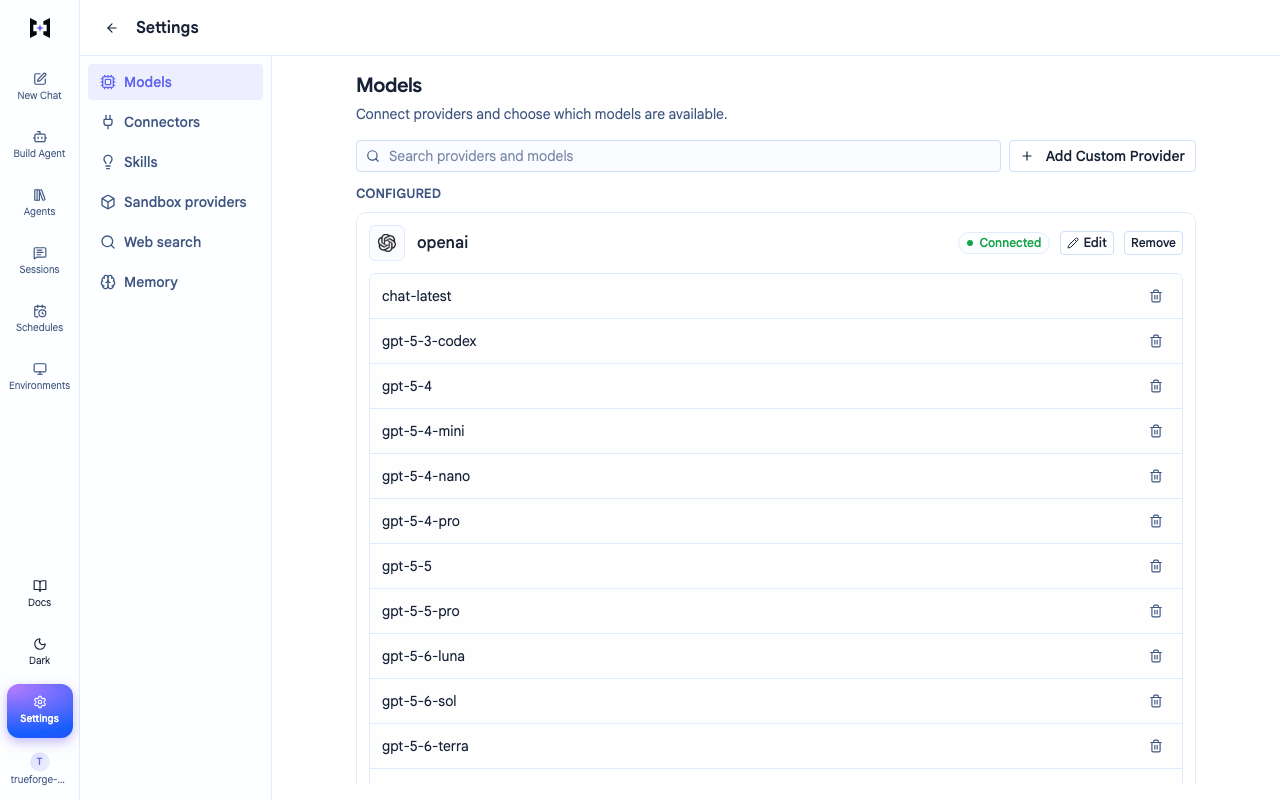 Settings
New Chat
Build Agent
Agents
Sessions
Schedules
Environments
Docs
Dark
Settings
T
trueforge-...
Models
Connectors
Skills
Sandbox providers
Web search
Memory
Models
Connect providers and choose which models are available.
Search providers and models
Add Custom Provider
CONFIGURED
openai
Connected
Edit
Remove
chat-latest
gpt-5-3-codex
gpt-5-4
gpt-5-4-mini
gpt-5-4-nano
gpt-5-4-pro
gpt-5-5
gpt-5-5-pro
gpt-5-6-luna
gpt-5-6-sol
gpt-5-6-terra